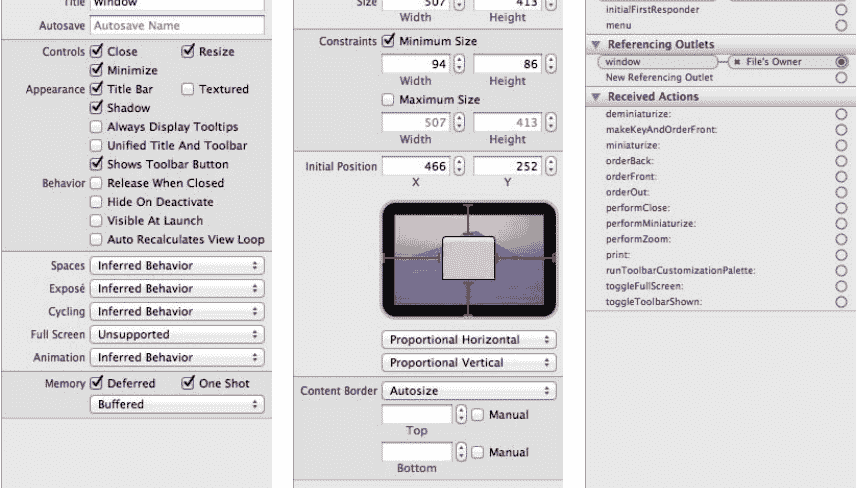 Title Window
Autosave Autosave Name
Controls Close Resize
Minimize
Appearance Title Bar Textured
Shadow
Always Display Tooltips
Unified Title And Toolbar
Shows Toolbar Button
Behavior Release When Closed
Hide On Deactivate
Visible At Launch
Auto Recalculates View Loop
Spaces Inferred Behavior
Exposé Inferred Behavior
Cycling Inferred Behavior
Full Screen Unsupported
Animation Inferred Behavior
Memory Deferred One Shot
Buffered
Size 507 413
Width Height
Constraints Minimum Size
94 86
Width Height
Maximum Size
507 413
Width Height
Initial Position 466 252
X Y
Proportional Horizontal
Proportional Vertical
Content Border Autosize
Manual
Top
Manual
Bottom
initialFirstResponder
menu
Referencing Outlets
window File's Owner
New Referencing Outlet
Received Actions
deminiaturize:
makeKeyAndOrderFront:
miniaturize:
orderBack:
orderFront:
orderOut:
performClose:
performMiniaturize:
performZoom:
print:
runToolbarCustomizationPalette:
toggleFullScreen:
toggleToolbarShown: